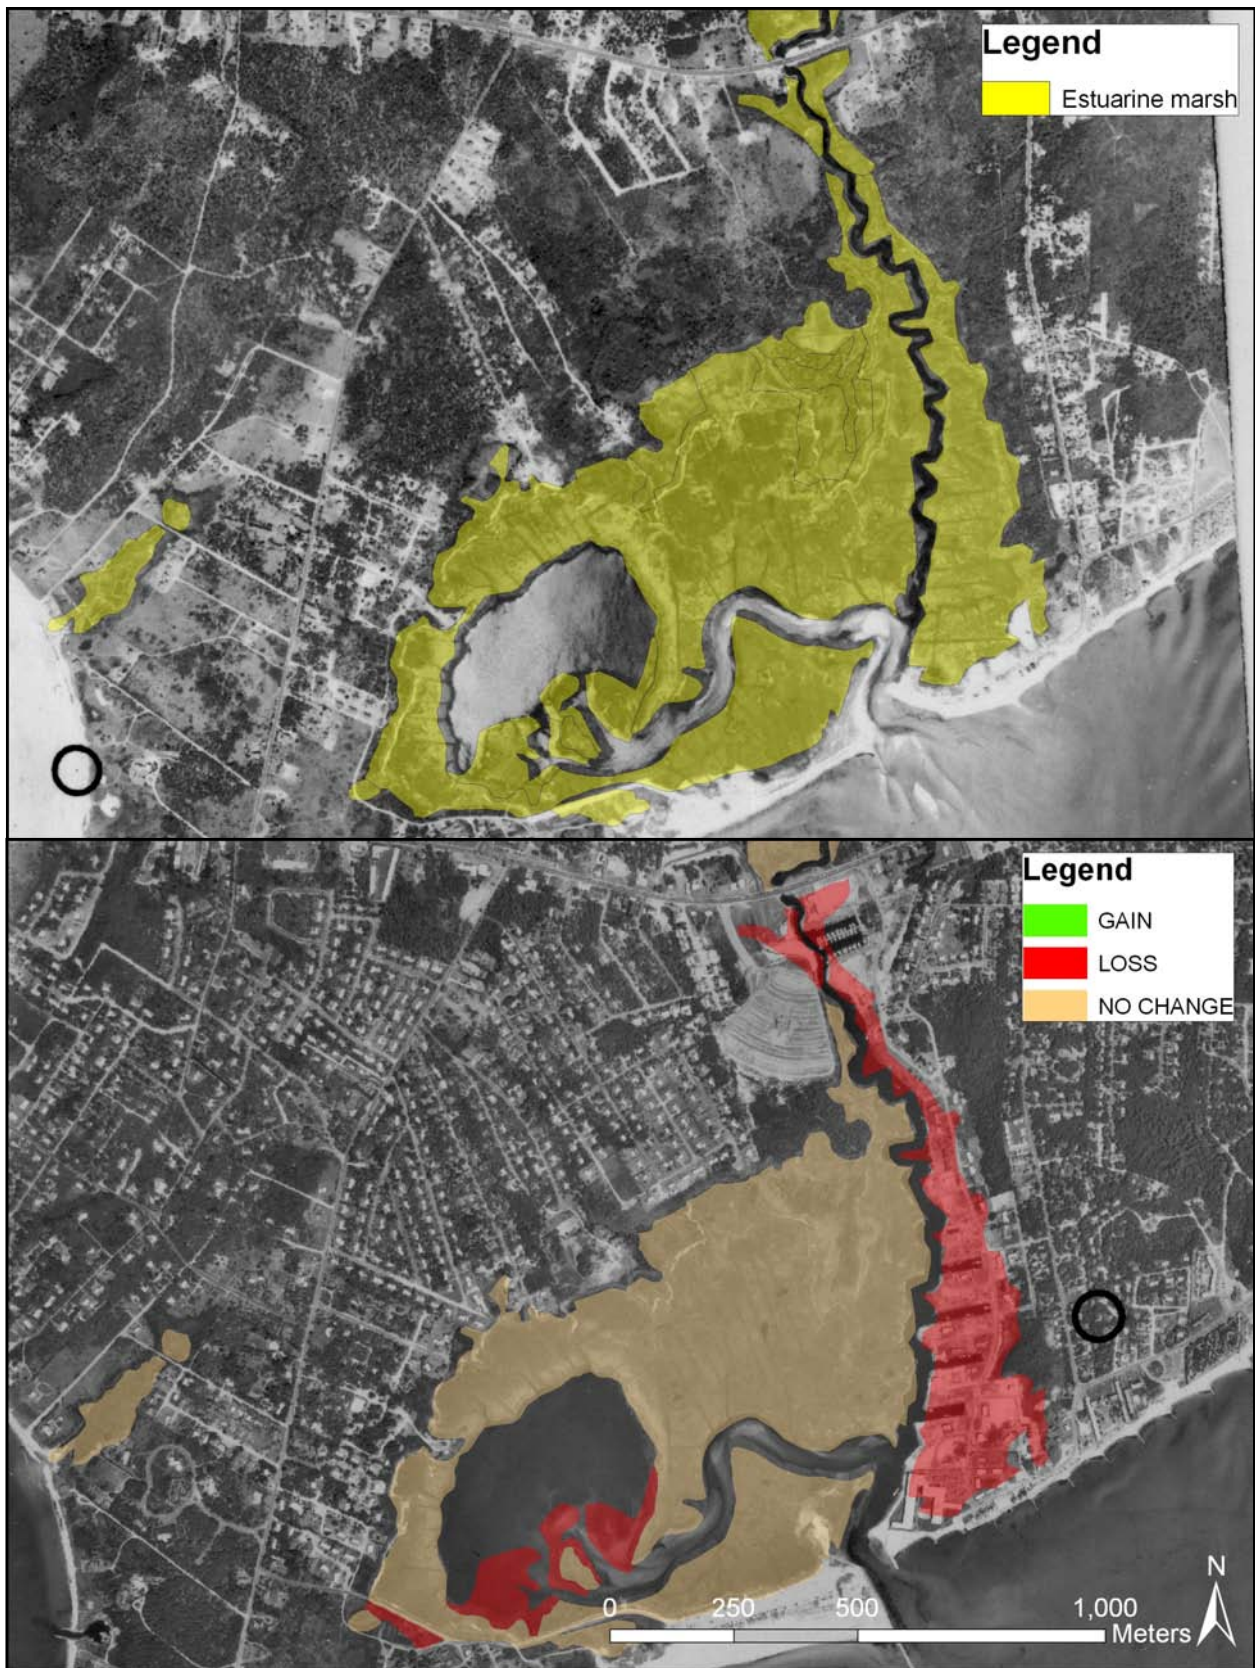 Legend
Estuarine marsh
Legend
GAIN
LOSS
NO CHANGE
N
0 250 500 1,000
Meters